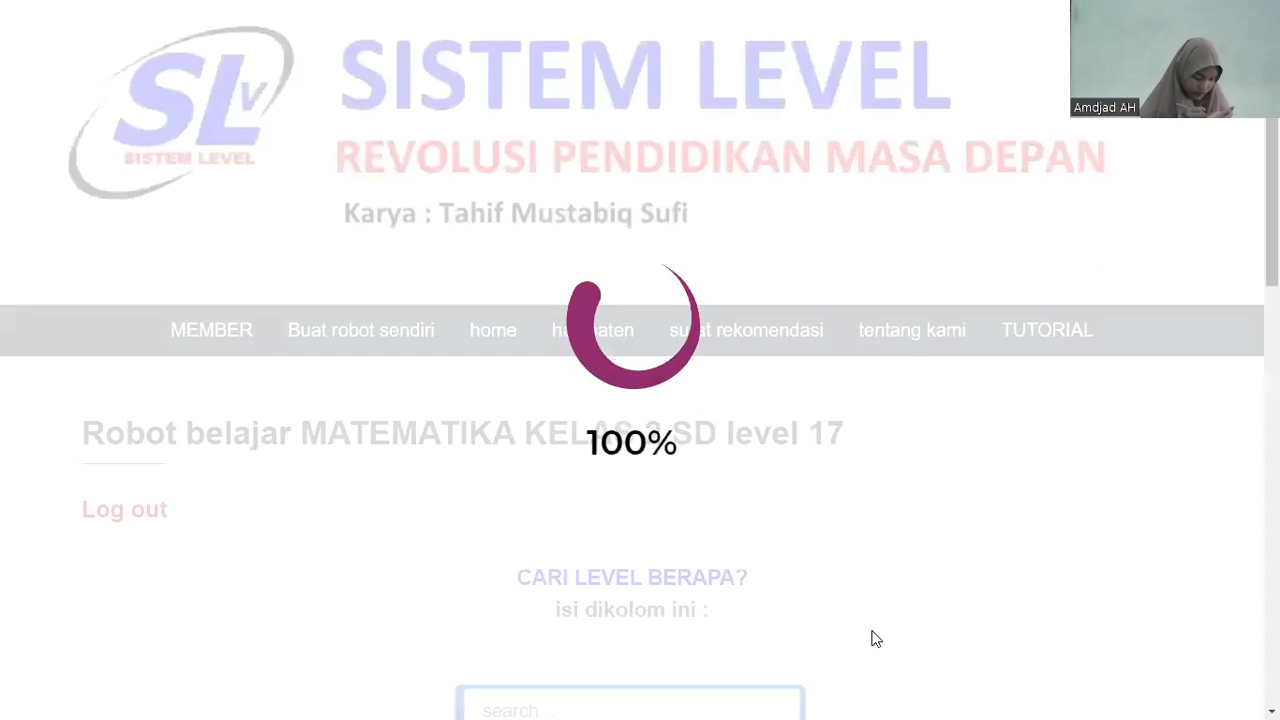 SLV
SISTEM LEVEL
SISTEM LEVEL
REVOLUSI PENDIDIKAN MASA DEPAN
Karya : Tahif Mustabiq Sufi
Amdjad AH
MEMBER Buat robot sendiri home rekomendasi tentang kami TUTORIAL
Robot belajar MATEMATIKA SD level 17
100%
Log out
CARI LEVEL BERAPA?
isi dikolom ini :
search ...